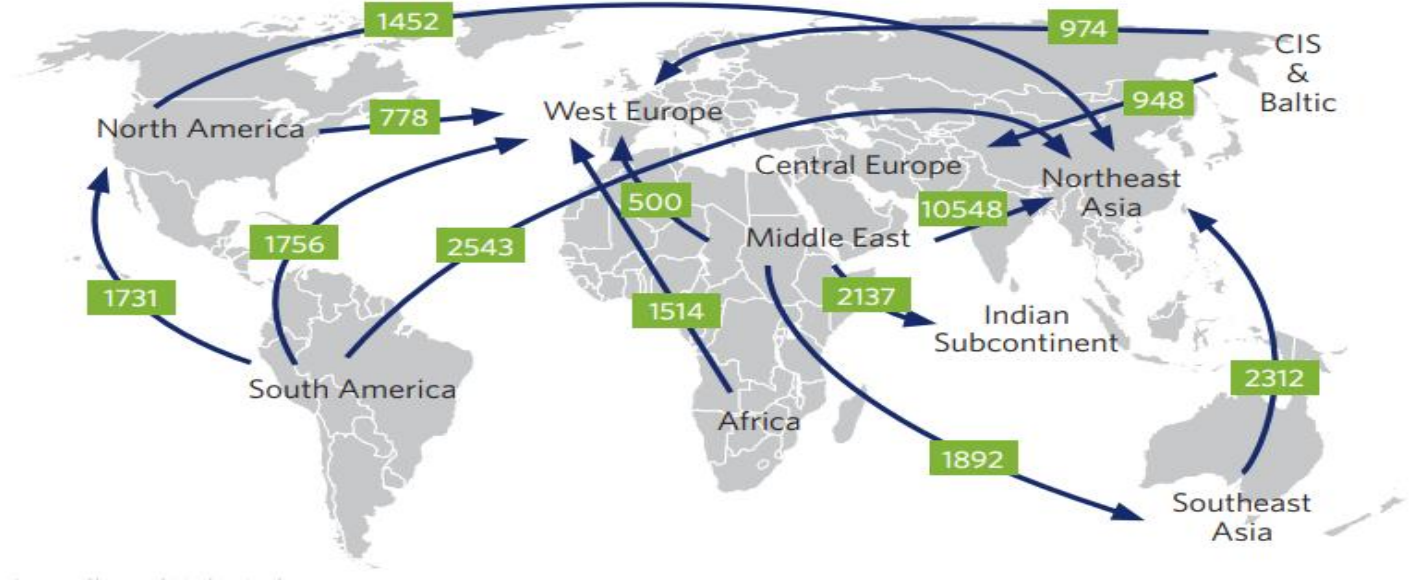 1452
974
CIS
&
Baltic
948
West Europe
778
North America
Central Europe
Northeast
Asia
500
10548
Middle East
1756
2543
1731
1514
2137
Indian
Subcontinent
South America
2312
Africa
1892
Southeast
Asia